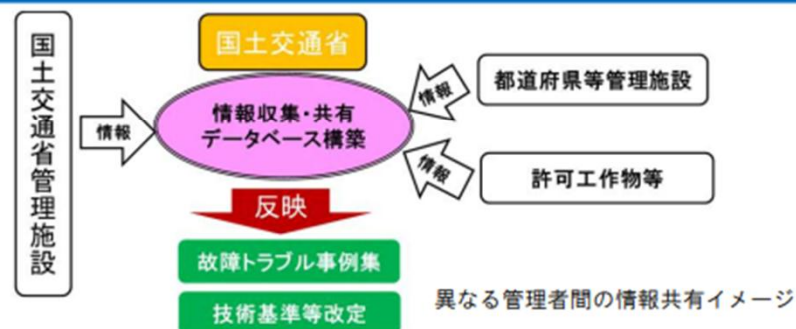 国土交通省管理施設
国土交通省
情報
情報収集・共有
データベース構築
情報
都道府県等管理施設
情報
許可工作物等
反映
故障トラブル事例集
技術基準等改定
異なる管理者間の情報共有イメージ